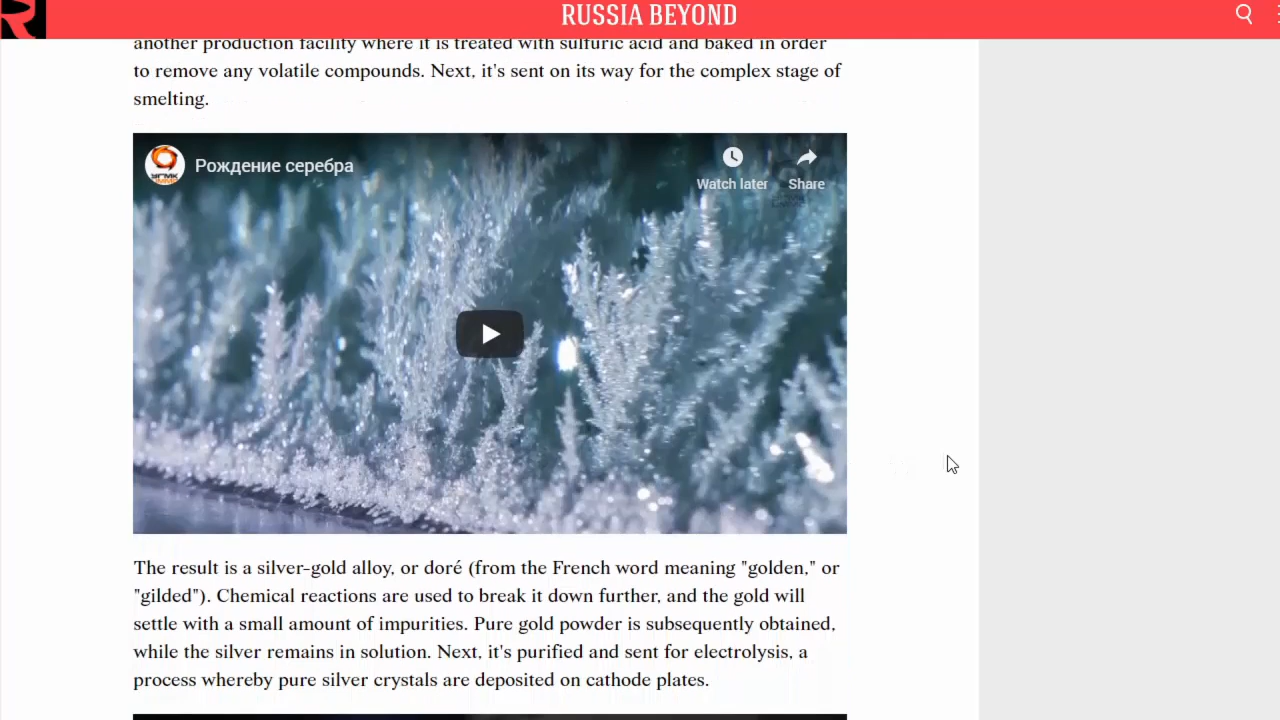 RUSSIA BEYOND
another production facility where it is treated with sulfuric acid and baked in order
to remove any volatile compounds. Next, it's sent on its way for the complex stage of
smelting.
УГМК
Рождение серебра
Watch later
Share
The result is a silver-gold alloy, or doré (from the French word meaning "golden," or
"gilded"). Chemical reactions are used to break it down further, and the gold will
settle with a small amount of impurities. Pure gold powder is subsequently obtained,
while the silver remains in solution. Next, it's purified and sent for electrolysis, a
process whereby pure silver crystals are deposited on cathode plates.